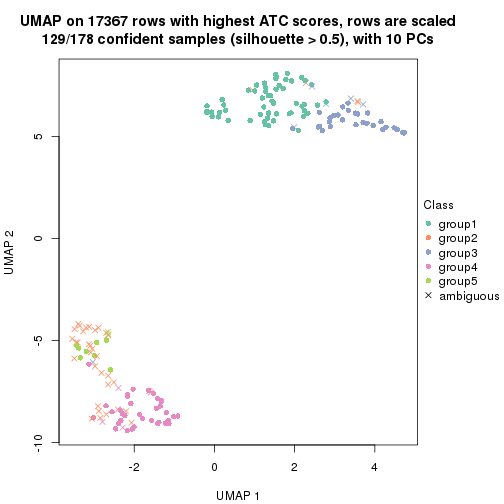 UMAP on 17367 rows with highest ATC scores, rows are scaled
129/178 confident samples (silhouette > 0.5), with 10 PCs
5
0
-5
-10
UMAP 2
-2
0
2
4
UMAP 1
Class
group1
group2
group3
group4
group5
ambiguous